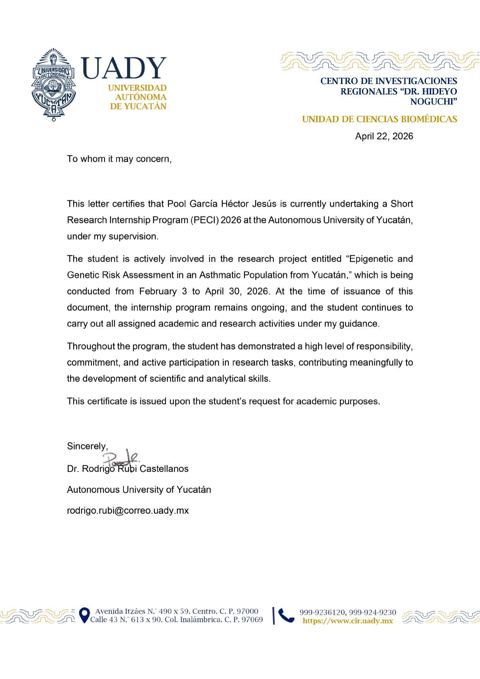 UADY
UNIVERSIDAD
AUTÓNOMA
DE YUCATÁN
CENTRO DE INVESTIGACIONES
REGIONALES “DR. HIDEYO
NOGUCHI”
UNIDAD DE CIENCIAS BIOMÉDICAS
April 22, 2026
To whom it may concern,
This letter certifies that Pool García Héctor Jesús is currently undertaking a Short
Research Internship Program (PECI) 2026 at the Autonomous University of Yucatán,
under my supervision.
The student is actively involved in the research project entitled “Epigenetic and
Genetic Risk Assessment in an Asthmatic Population from Yucatán,” which is being
conducted from February 3 to April 30, 2026. At the time of issuance of this
document, the internship program remains ongoing, and the student continues to
carry out all assigned academic and research activities under my guidance.
Throughout the program, the student has demonstrated a high level of responsibility,
commitment, and active participation in research tasks, contributing meaningfully to
the development of scientific and analytical skills.
This certificate is issued upon the student’s request for academic purposes.
Sincerely,
Dr. Rodrigo Rubi Castellanos
Autonomous University of Yucatán
rodrigo.rubi@correo.uady.mx
Avenida Itzáes N.° 490 x 59. Centro. C. P. 97000
Calle 43 N.° 613 x 90. Col. Inalámbrica. C. P. 97069
999-9236120, 999-924-9230
https://www.cir.uady.mx